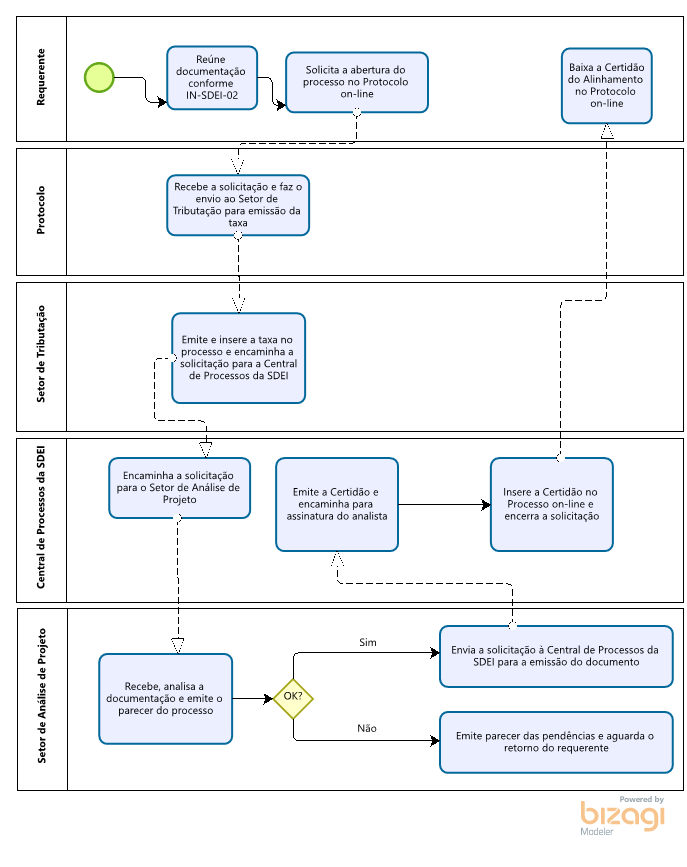 Requerente
Reúne
documentação
conforme
IN-SDEI-02
Solicita a abertura do
processo no Protocolo
on-line
Baixa a Certidão
do Alinhamento
no Protocolo
on-line
Protocolo
Recebe a solicitação e faz o
envio ao Setor de
Tributação para emissão da
taxa
Setor de Tributação
Emite e insere a taxa no
processo e encaminha a
solicitação para a Central
de Processos da SDEI
Central de Processos da SDEI
Encaminha a solicitação
para o Setor de Análise de
Projeto
Emite a Certidão e
encaminha para
assinatura do analista
Insere a Certidão no
Processo on-line e
encerra a solicitação
Setor de Análise de Projeto
Recebe, analisa a
documentação e emite o
parecer do processo
OK?
Sim
Envia a solicitação à Central de Processos da
SDEI para a emissão do documento
Não
Emite parecer das pendências e aguarda o
retorno do requerente
Powered by
bizagi
Modeler